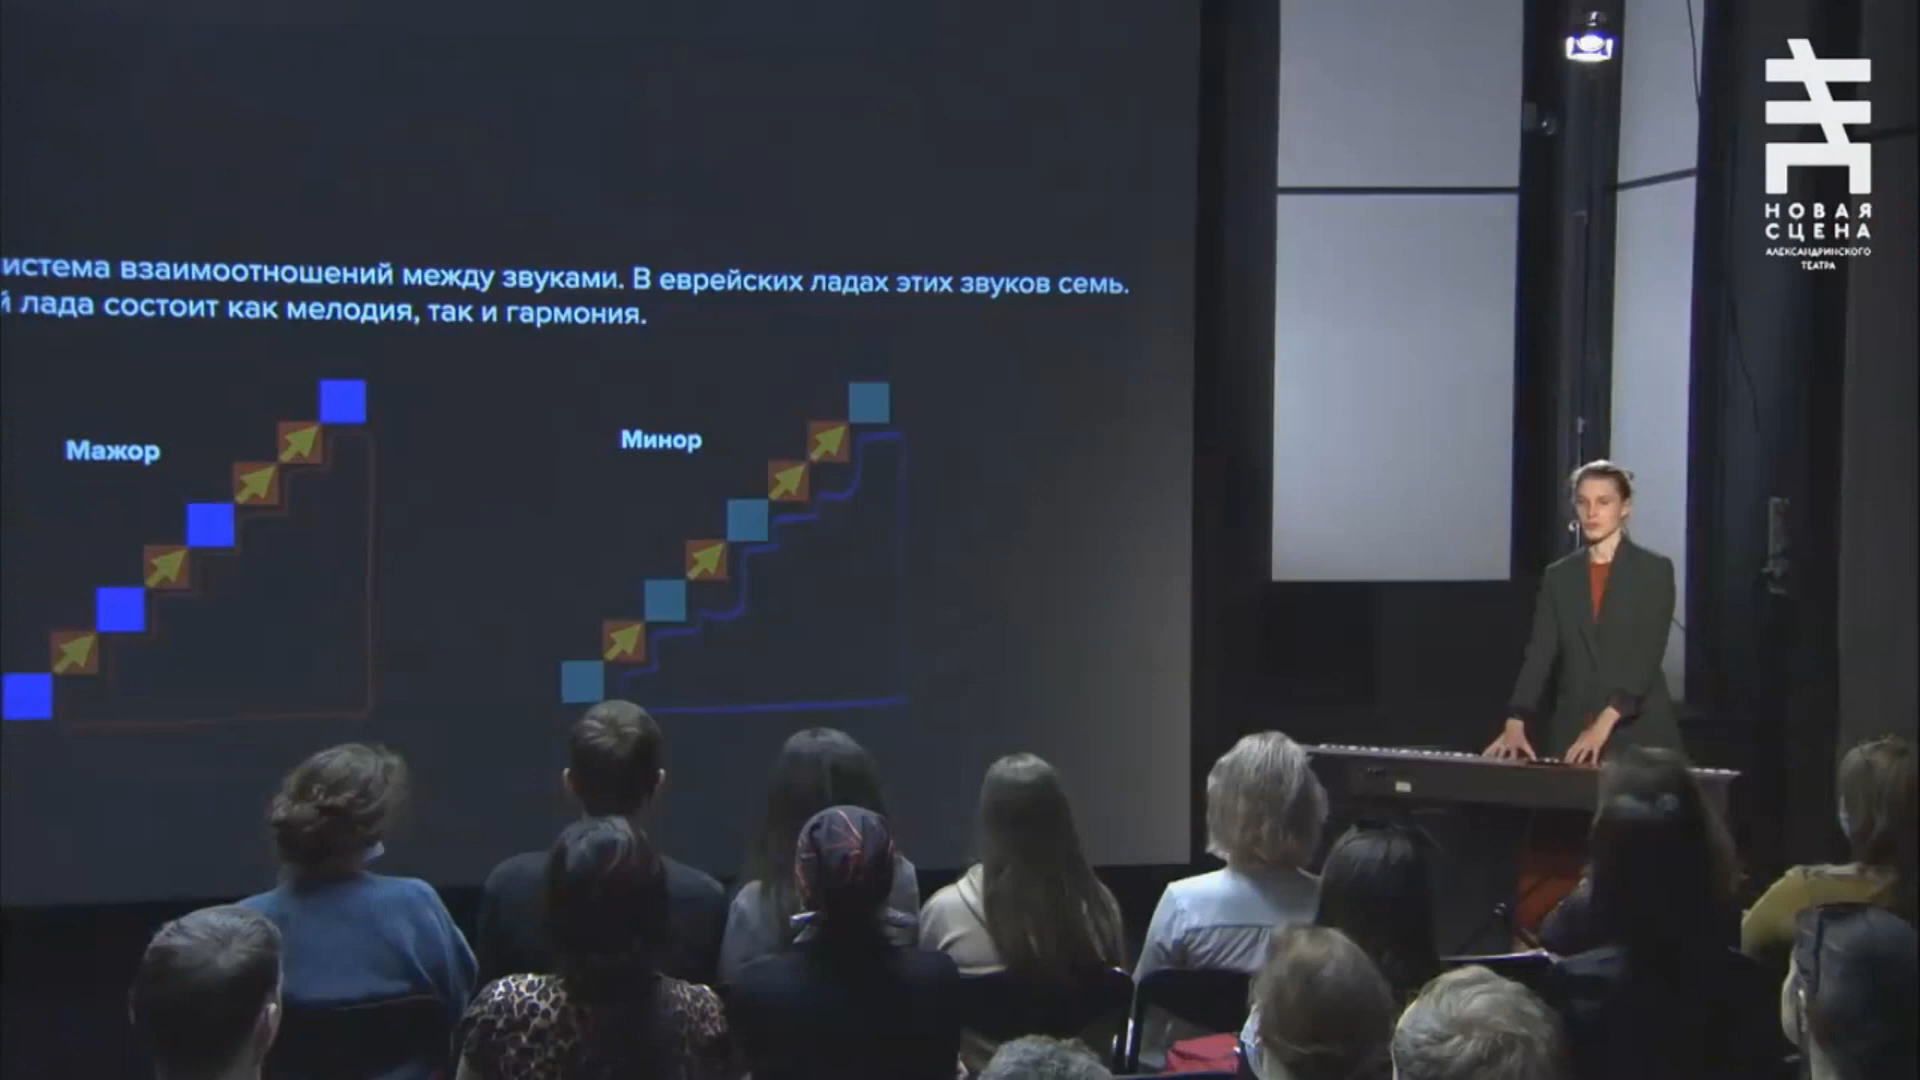 истема взаимоотношений между звуками. В еврейских ладах этих звуков семь.
й лада состоит как мелодия, так и гармония.
Мажор
Минор
НОВАЯ
СЦЕНА
АЛЕКСАНДРИНСКОГО
ТЕАТРА